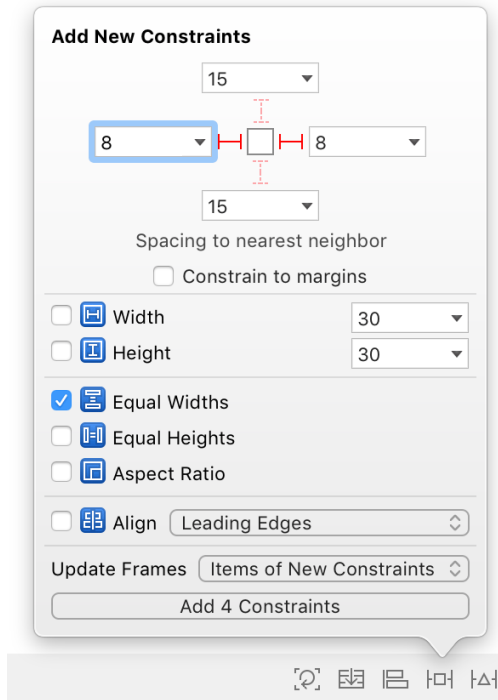 Add New Constraints
15
8
8
15
Spacing to nearest neighbor
Constrain to margins
Width 30
Height 30
Equal Widths
Equal Heights
Aspect Ratio
Align Leading Edges
Update Frames Items of New Constraints
Add 4 Constraints